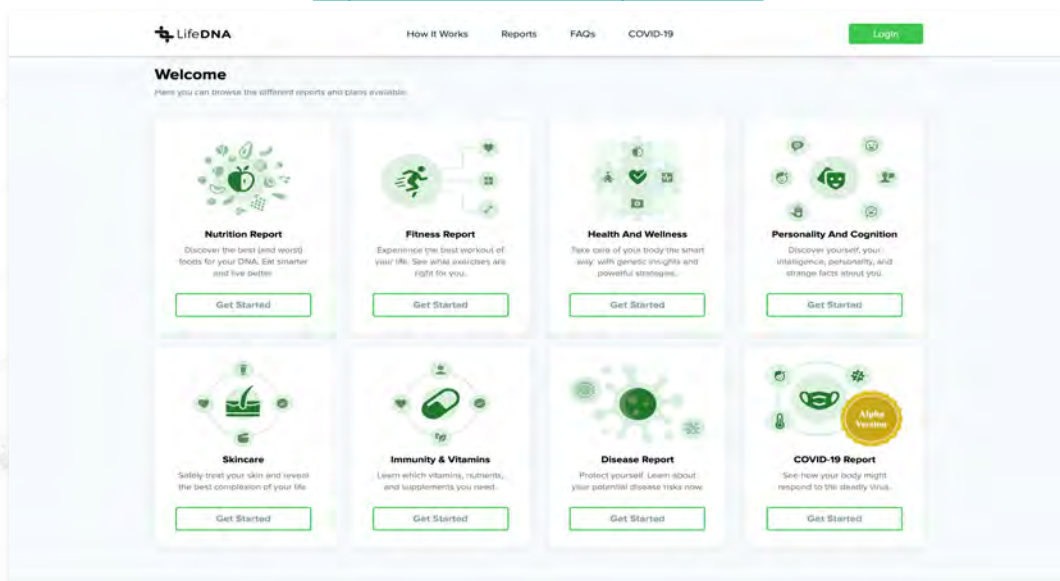 LifeDNA
How It Works
Reports
FAQs
COVID-19
Login
Welcome
Here you can browse the different reports and plans available.
Nutrition Report
Discover the best (and worst)
foods for your DNA. Eat smarter
and live better.
Get Started
Fitness Report
Experience the best workout of
your life. See while exercises are
right for you.
Get Started
Health And Wellness
Take care of your body the smart
way: with genetic insights and
powerful strategies.
Get Started
Personality And Cognition
Discover yourself, your
intelligence, personality, and
strange facts about you.
Get Started
Skincare
Safely treat your skin and reveal
the best complexion of your life.
Get Started
Immunity & Vitamins
Learn which vitamins, nutrients,
and supplements you need.
Get Started
Disease Report
Protect yourself. Learn about
your potential disease risks now.
Get Started
Alpha
Version
COVID-19 Report
See how your body might
respond to the deadly virus.
Get Started